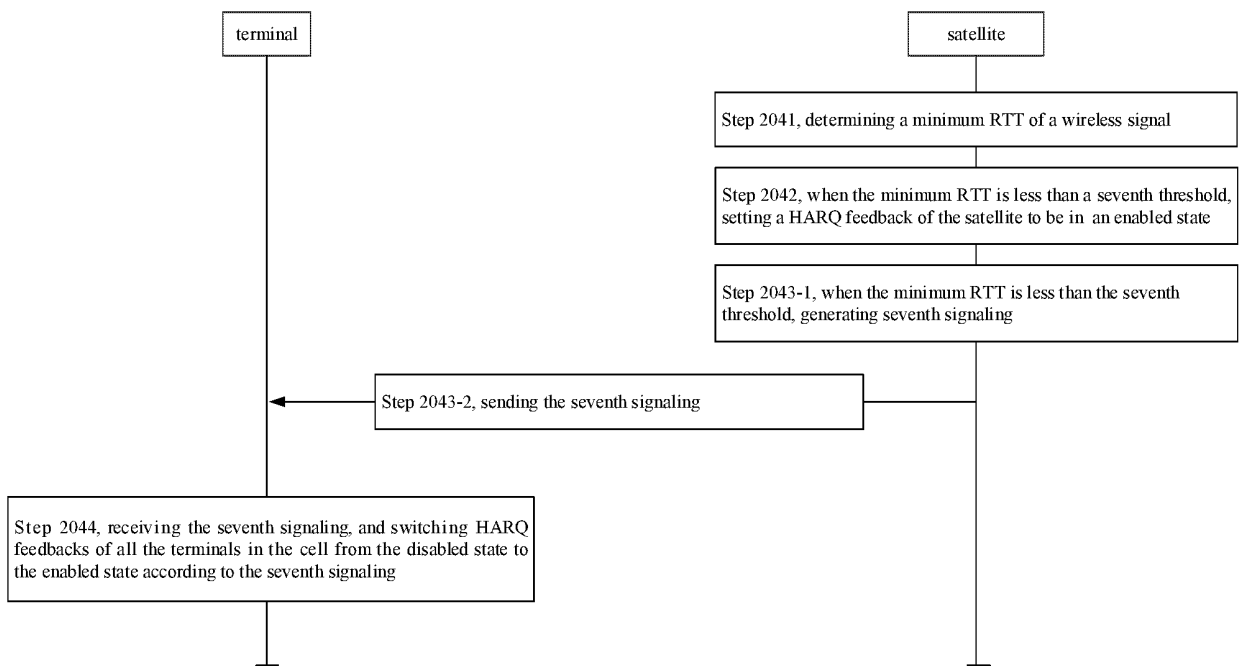 terminal
satellite
Step 2041, determining a minimum RTT of a wireless signal
Step 2042, when the minimum RTT is less than a seventh threshold,
setting a HARQ feedback of the satellite to be in an enabled state
Step 2043-1, when the minimum RTT is less than the seventh
threshold, generating seventh signaling
Step 2043-2, sending the seventh signaling
Step 2044, receiving the seventh signaling, and switching HARQ
feedbacks of all the terminals in the cell from the disabled state to
the enabled state according to the seventh signaling